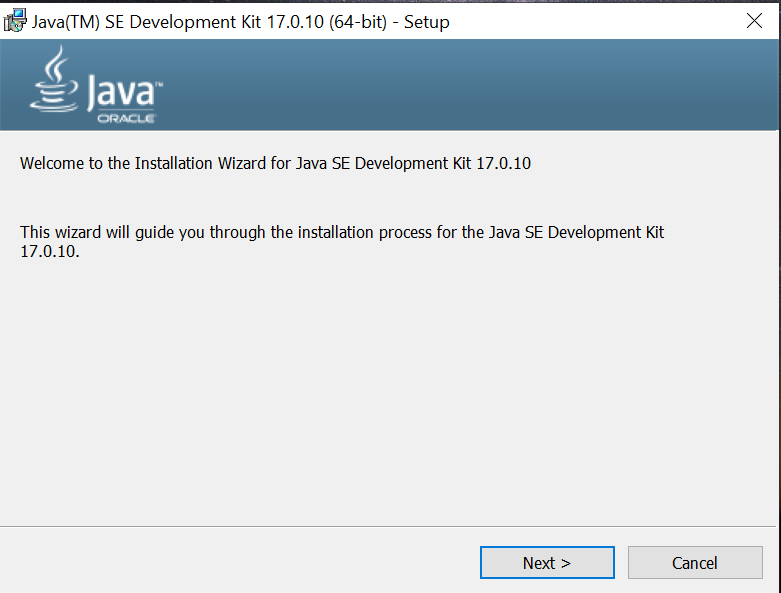 Java(TM) SE Development Kit 17.0.10 (64-bit) - Setup
Java™
ORACLE
Welcome to the Installation Wizard for Java SE Development Kit 17.0.10
This wizard will guide you through the installation process for the Java SE Development Kit
17.0.10.
Next >
Cancel